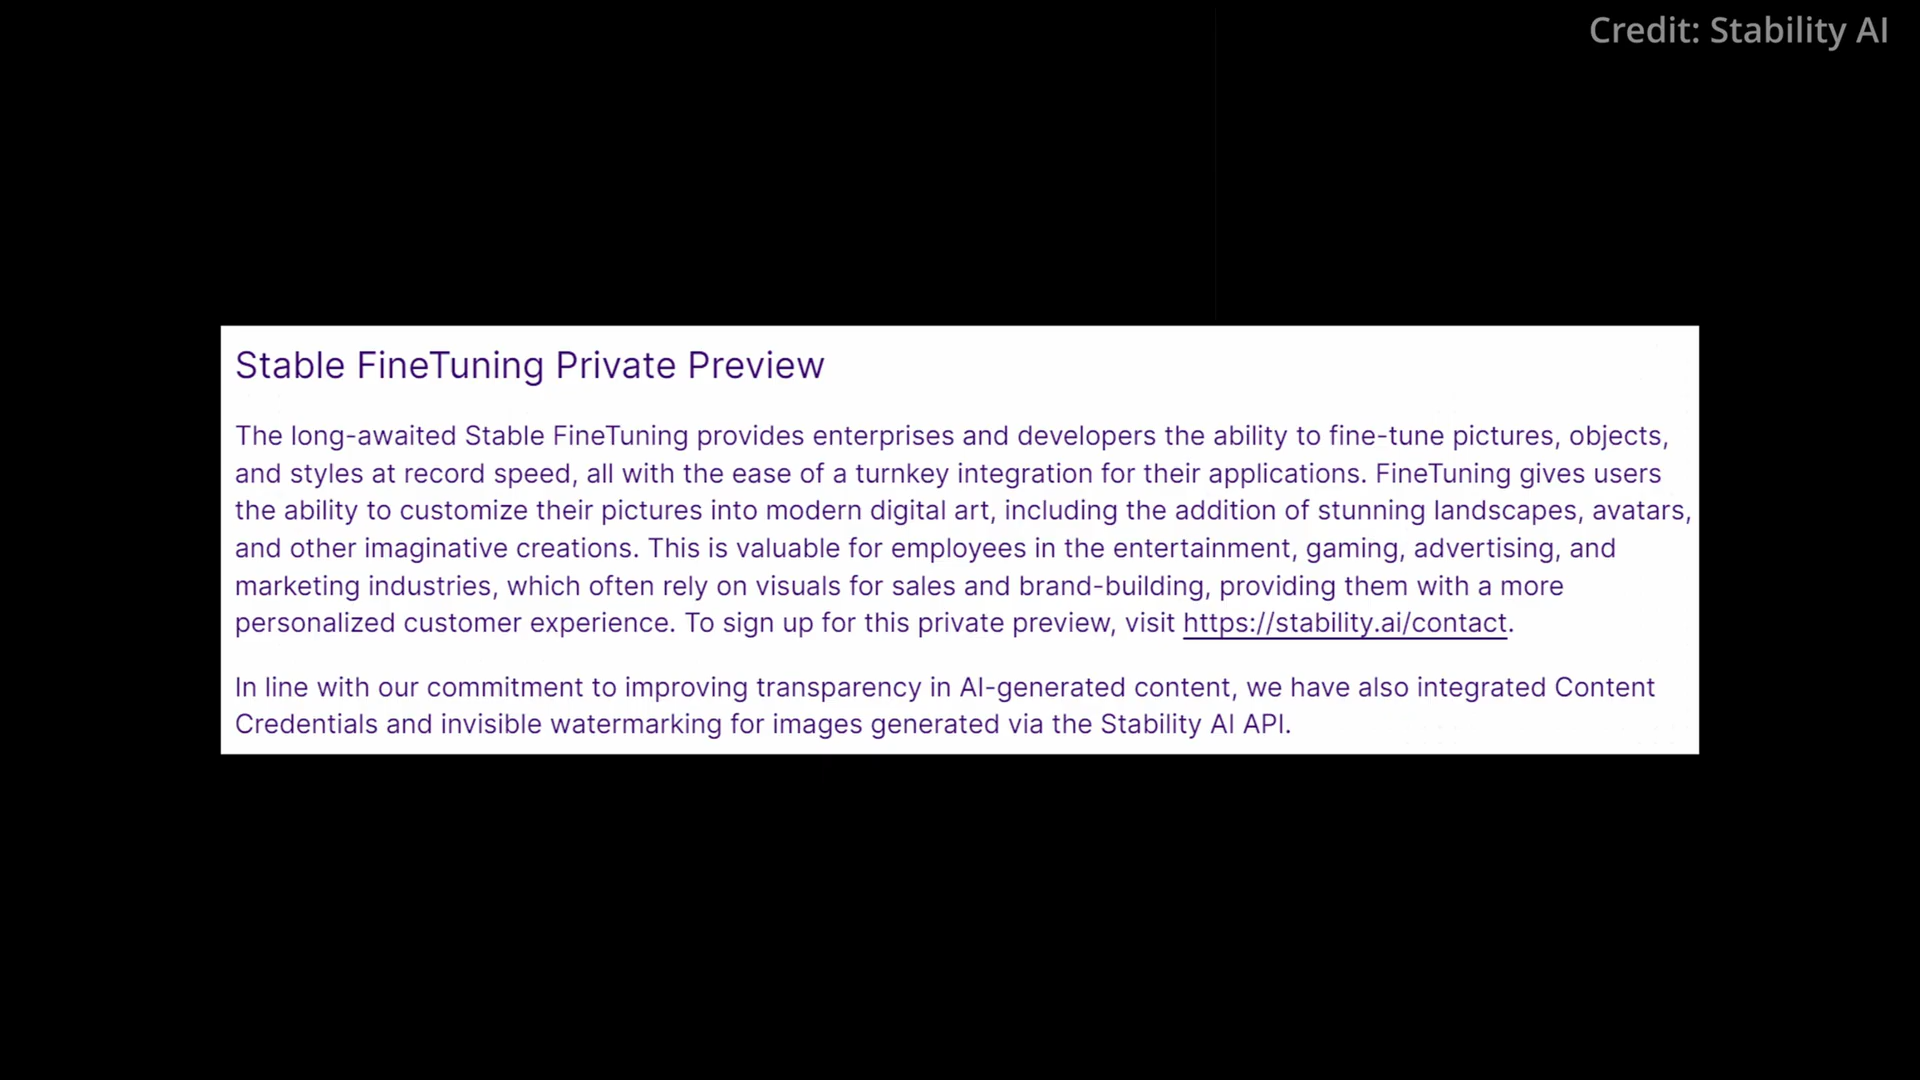 Credit: Stability AI
Stable FineTuning Private Preview
The long-awaited Stable FineTuning provides enterprises and developers the ability to fine-tune pictures, objects,
and styles at record speed, all with the ease of a turnkey integration for their applications. FineTuning gives users
the ability to customize their pictures into modern digital art, including the addition of stunning landscapes, avatars,
and other imaginative creations. This is valuable for employees in the entertainment, gaming, advertising, and
marketing industries, which often rely on visuals for sales and brand-building, providing them with a more
personalized customer experience. To sign up for this private preview, visit https://stability.ai/contact.
In line with our commitment to improving transparency in AI-generated content, we have also integrated Content
Credentials and invisible watermarking for images generated via the Stability AI API.